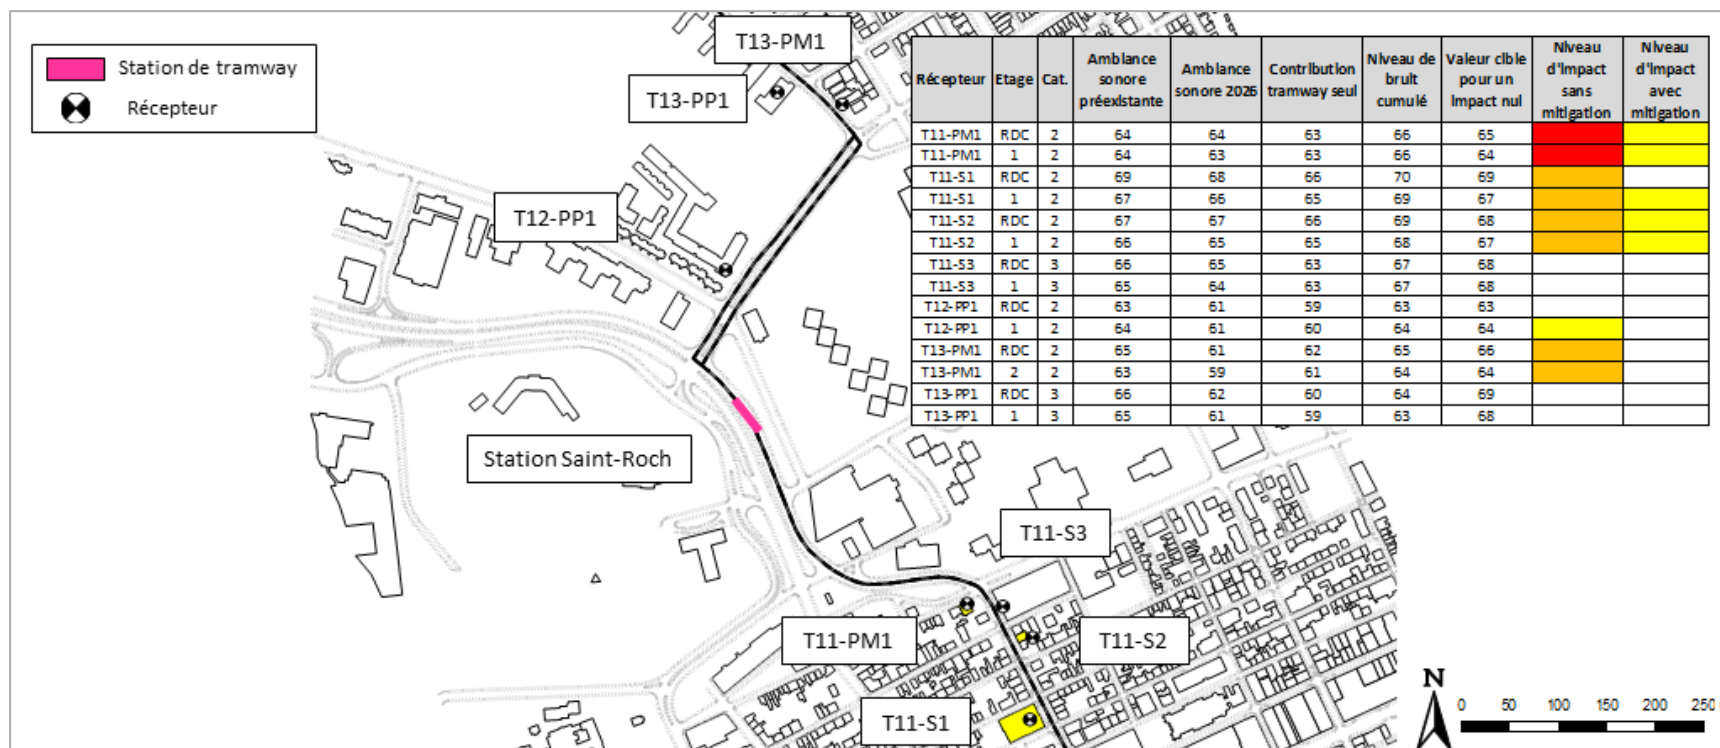 Station de tramway
Récepteur
T13-PM1
T13-PP1
T12-PP1
Station Saint-Roch
T11-S3
T11-PM1
T11-S2
T11-S1
Récepteur Etage Cat. Ambiance sonore préexistante Ambiance sonore 2026 Contribution tramway seul Niveau de bruit cumulé Valeur cible pour un impact nul Niveau d'impact sans mitigation Niveau d'impact avec mitigation
T11-PM1 RDC 2 64 64 63 66 65
T11-PM1 1 2 64 63 63 66 64
T11-S1 RDC 2 69 68 66 70 69
T11-S1 1 2 67 66 65 69 67
T11-S2 RDC 2 67 67 66 69 68
T11-S2 1 2 66 65 65 68 67
T11-S3 RDC 3 66 65 63 67 68
T11-S3 1 3 65 64 63 67 68
T12-PP1 RDC 2 63 61 59 63 63
T12-PP1 1 2 64 61 60 64 64
T13-PM1 RDC 2 65 61 62 65 66
T13-PM1 2 2 63 59 61 64 64
T13-PP1 RDC 3 66 62 60 64 69
T13-PP1 1 3 65 61 59 63 68
N
0 50 100 150 200 250